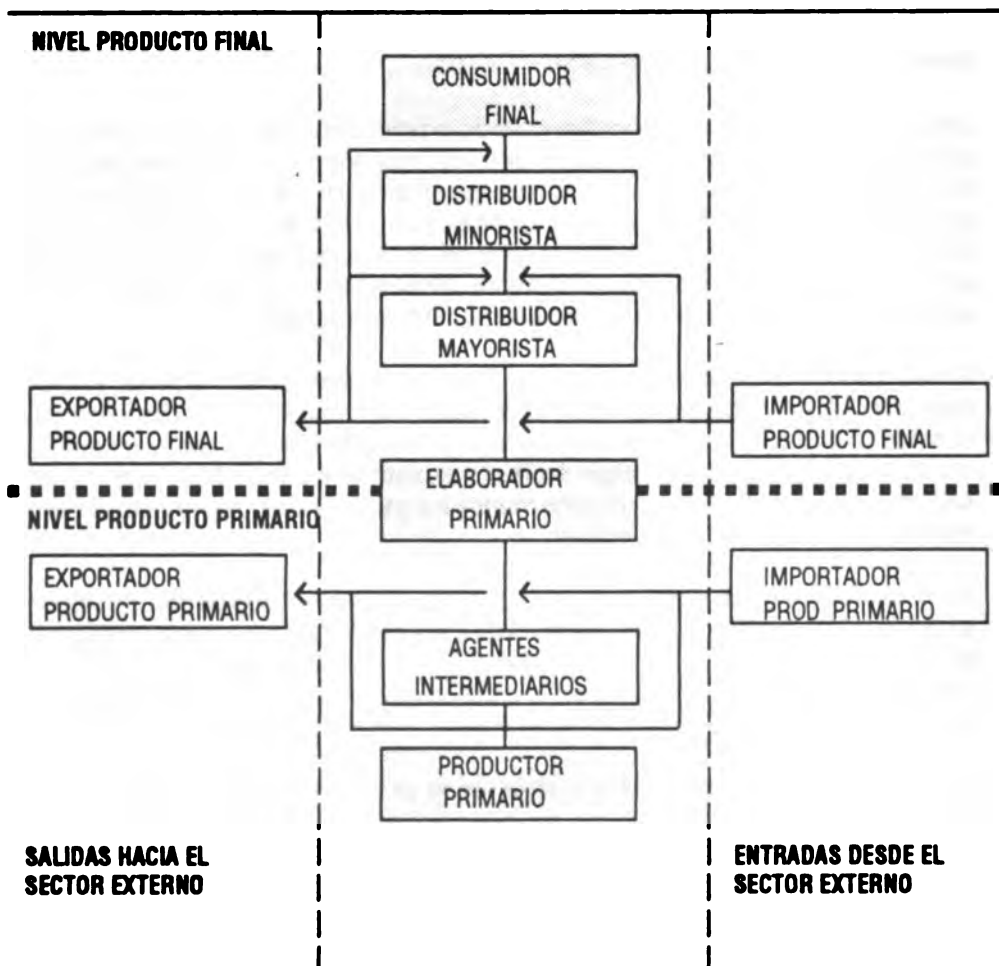 NIVEL PRODUCTO FINAL
CONSUMIDOR
FINAL
DISTRIBUIDOR
MINORISTA
DISTRIBUIDOR
MAYORISTA
EXPORTADOR
PRODUCTO FINAL
IMPORTADOR
PRODUCTO FINAL
ELABORADOR
PRIMARIO
NIVEL PRODUCTO PRIMARIO
EXPORTADOR
PRODUCTO PRIMARIO
IMPORTADOR
PROD PRIMARIO
AGENTES
INTERMEDIARIOS
PRODUCTOR
PRIMARIO
SALIDAS HACIA EL
SECTOR EXTERNO
ENTRADAS DESDE EL
SECTOR EXTERNO